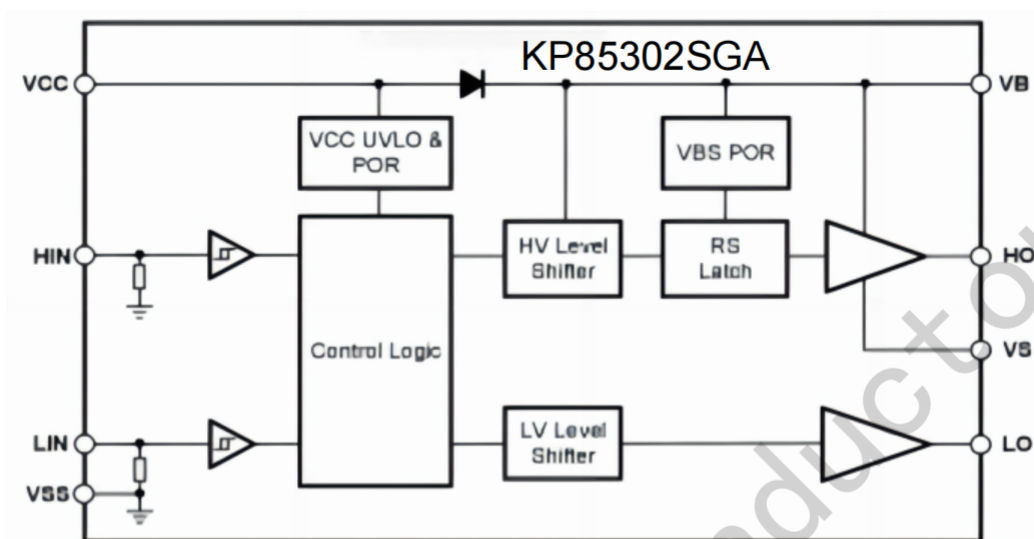 KP85302SGA
VCC
VB
VCC UVLO &
POR
VBS POR
HIN
HV Level
Shifter
RS
Latch
HO
Control Logic
VS
LIN
LV Level
Shifter
LO
VSS